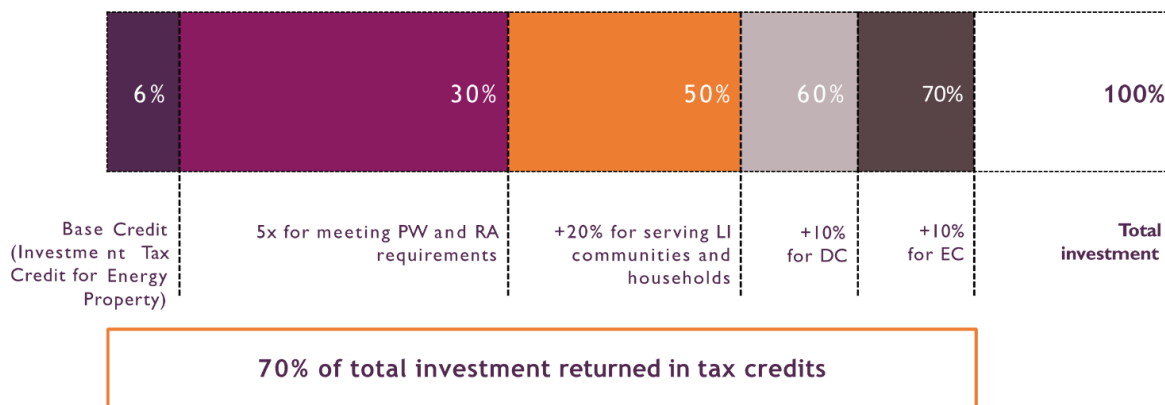 6%
30%
50%
60%
70%
100%
Base Credit
(Investment Tax
Credit for Energy
Property)
5x for meeting PW and RA
requirements
+20% for serving LI
communities and
households
+10%
for DC
+10%
for EC
Total
investment
70% of total investment returned in tax credits